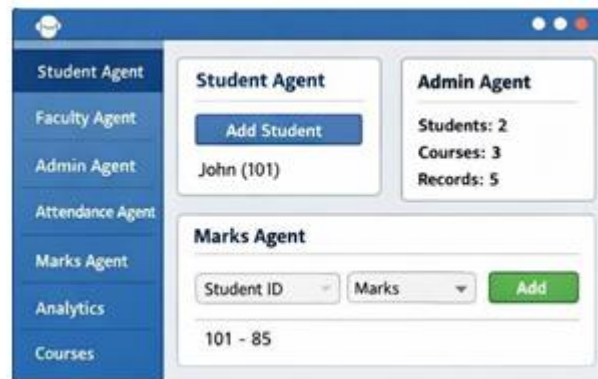 Student Agent
Faculty Agent
Admin Agent
Attendance Agent
Marks Agent
Analytics
Courses
Student Agent
Add Student
John (101)
Admin Agent
Students: 2
Courses: 3
Records: 5
Marks Agent
Student ID
Marks
Add
101 - 85